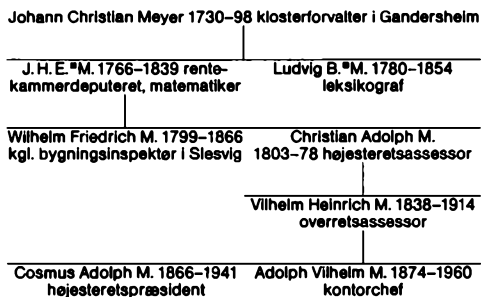 Johann Christian Meyer 1730–98 klosterforvalter i Gandersheim
J. H. E.*M. 1766–1839 rente-
kammerdeputeret, matematiker
Ludvig B.*M. 1780–1854
leksikograf
Wilhelm Friedrich M. 1799–1866
kgl. bygningsinspektør i Slesvig
Christian Adolph M.
1803–78 højesteretsassessor
Vilhelm Heinrich M. 1838–1914
overretsassessor
Cosmus Adolph M. 1866–1941
højesteretspræsident
Adolph Vilhelm M. 1874–1960
kontorchef